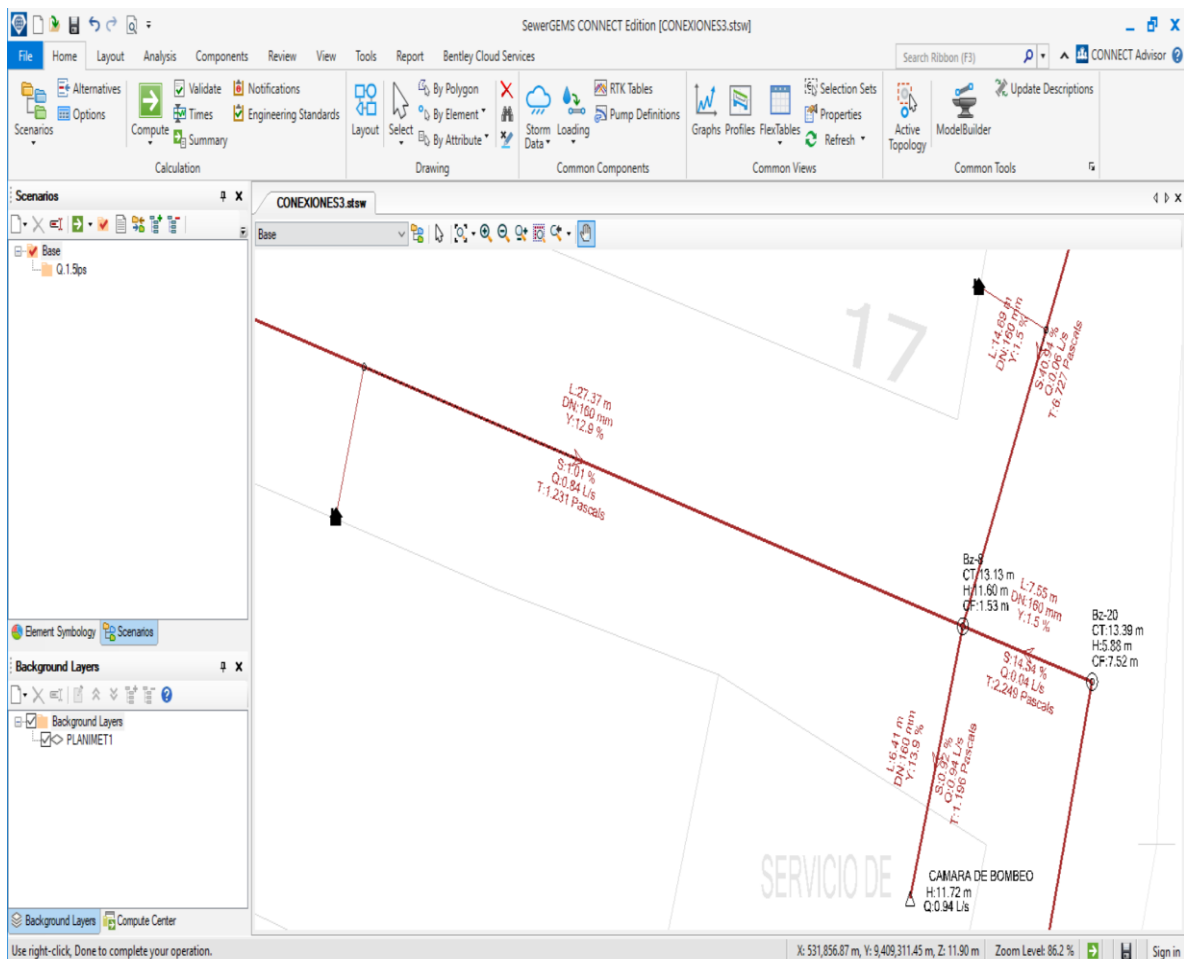 SewerGEMS CONNECT Edition [CONEXIONES3.stsw]
File Home Layout Analysis Components Review View Tools Report Bentley Cloud Services
Search Ribbon (F3)
CONNECT Advisor
Scenarios
Alternatives
Options
Compute
Validate
Times
Summary
Notifications
Engineering Standards
Calculation
Layout
Select
By Polygon
By Element
By Attribute
Drawing
Storm Data
Loading
RTK Tables
Pump Definitions
Common Components
Graphs Profiles FlexTables
Selection Sets
Properties
Refresh
Common Views
Active Topology
ModelBuilder
Update Descriptions
Common Tools
Scenarios
Base
Q.1.5lps
Element Symbology
Scenarios
Background Layers
Background Layers
PLANIMET1
Background Layers
Compute Center
CONEXIONES3.stsw
Base
17
L:14.69 m
DN:160 mm
Y:1.5 %
S:40.94 %
Q:0.06 L/s
T:6.727 Pascals
L:27.37 m
DN:160 mm
Y:12.9 %
S:1.01 %
Q:0.84 L/s
T:1.231 Pascals
Bz-8
CT:13.13 m
H:11.60 m
CF:1.53 m
L:7.55 m
DN:160 mm
Y:1.5 %
S:14.54 %
Q:0.04 L/s
T:2.249 Pascals
Bz-20
CT:13.39 m
H:5.88 m
CF:7.52 m
L:6.41 m
DN:160 mm
Y:13.9 %
S:0.92 %
Q:0.94 L/s
T:1.196 Pascals
SERVICIO DE
CAMARA DE BOMBEO
H:11.72 m
Q:0.94 L/s
Use right-click, Done to complete your operation.
X: 531,856.87 m, Y: 9,409,311.45 m, Z: 11.90 m
Zoom Level: 86.2 %
Sign in